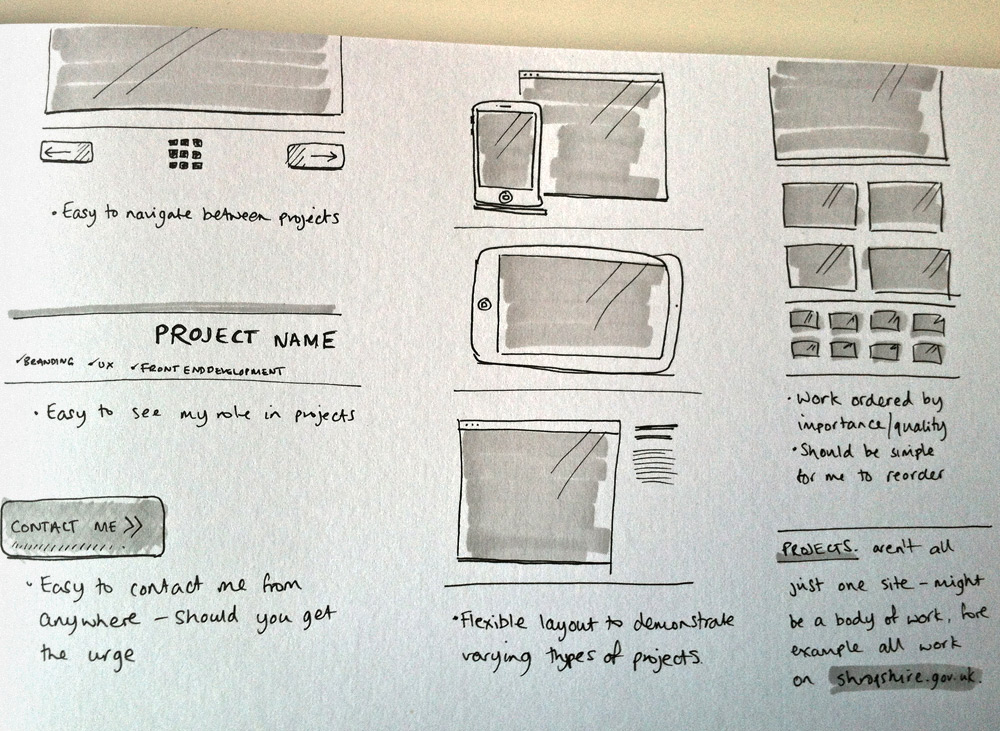 • Easy to navigate between projects
PROJECT NAME
✓BRANDING ✓UX ✓FRONT END DEVELOPMENT
• Easy to see my role in projects
CONTACT ME >>
• Easy to contact me from
anywhere – should you get
the urge
• Flexible layout to demonstrate
varying types of projects.
• Work ordered by
importance/quality
• Should be simple
for me to reorder
PROJECTS. aren't all
just one site – might
be a body of work, fore
example all work
on shropshire.gov.uk.